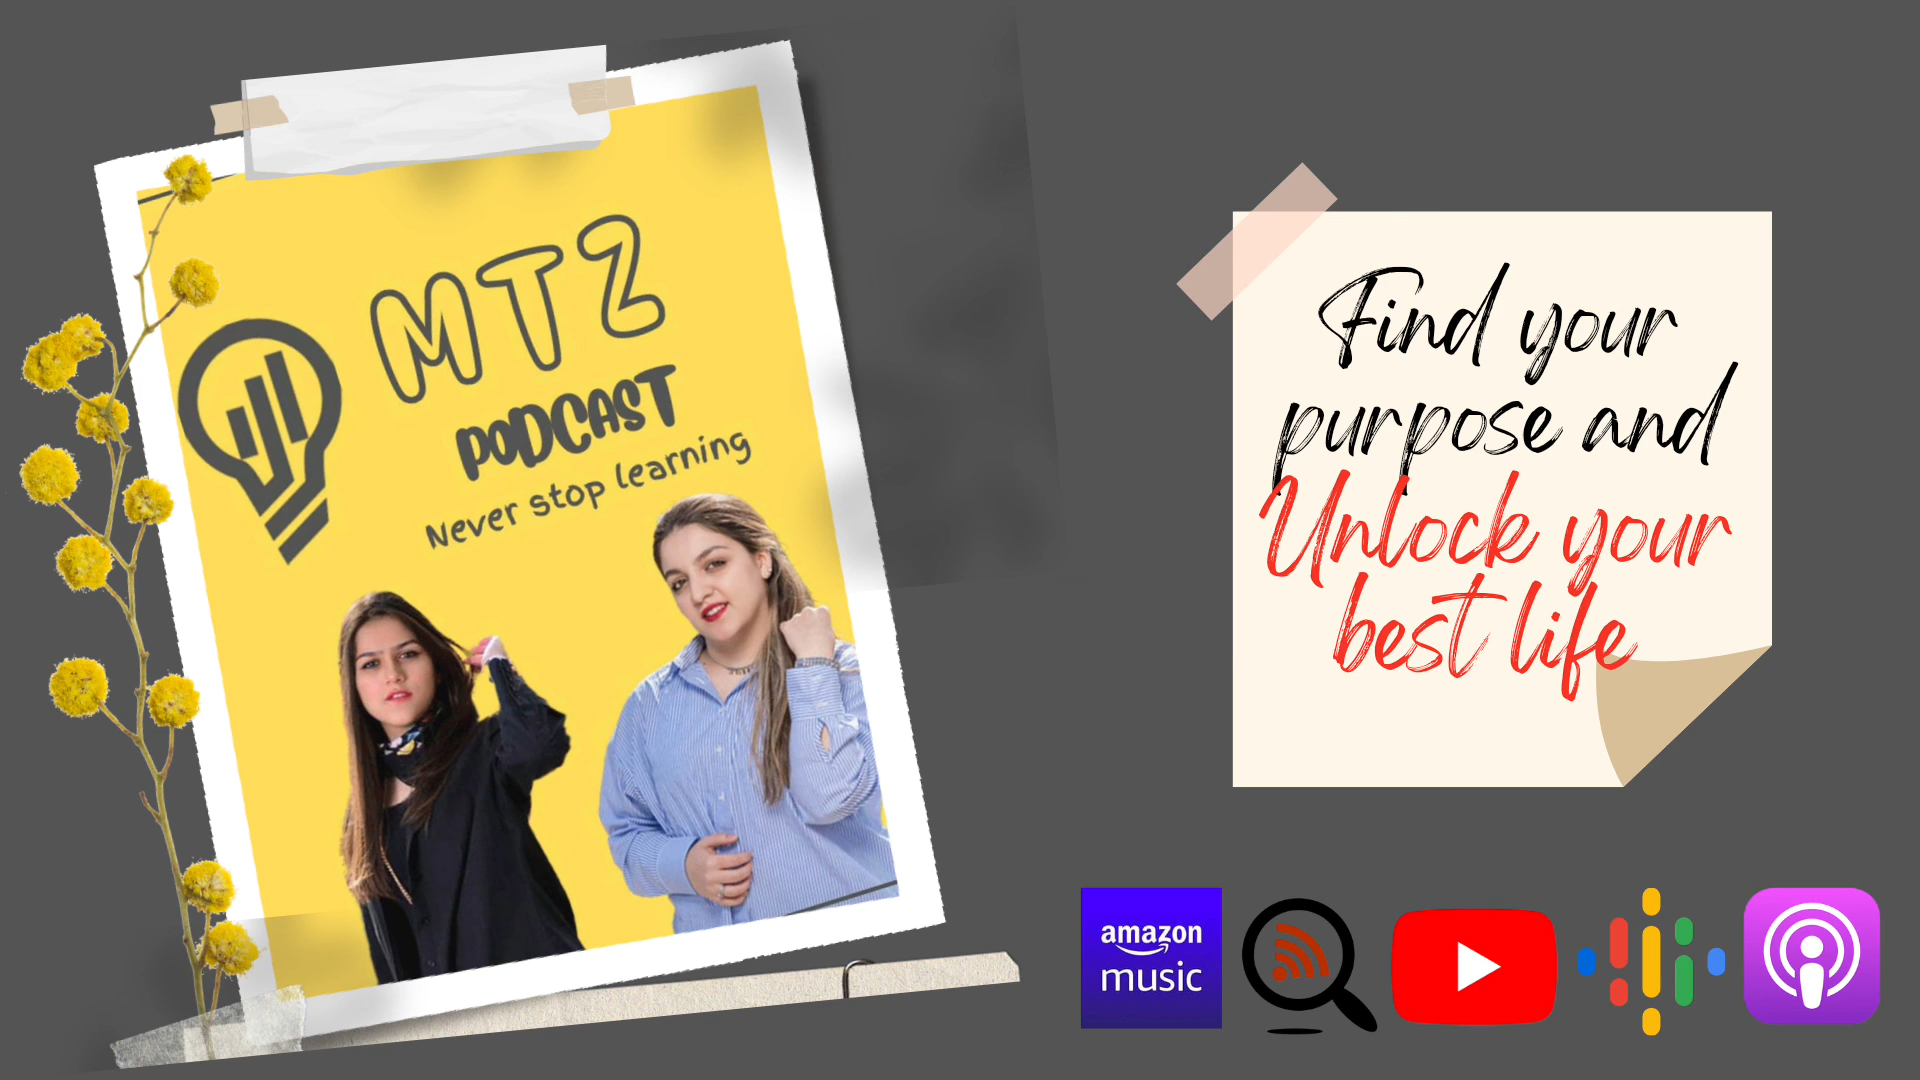 MTZ
PODCAST
Never stop learning
Find your
purpose and
Unlock your
best life
amazon
music